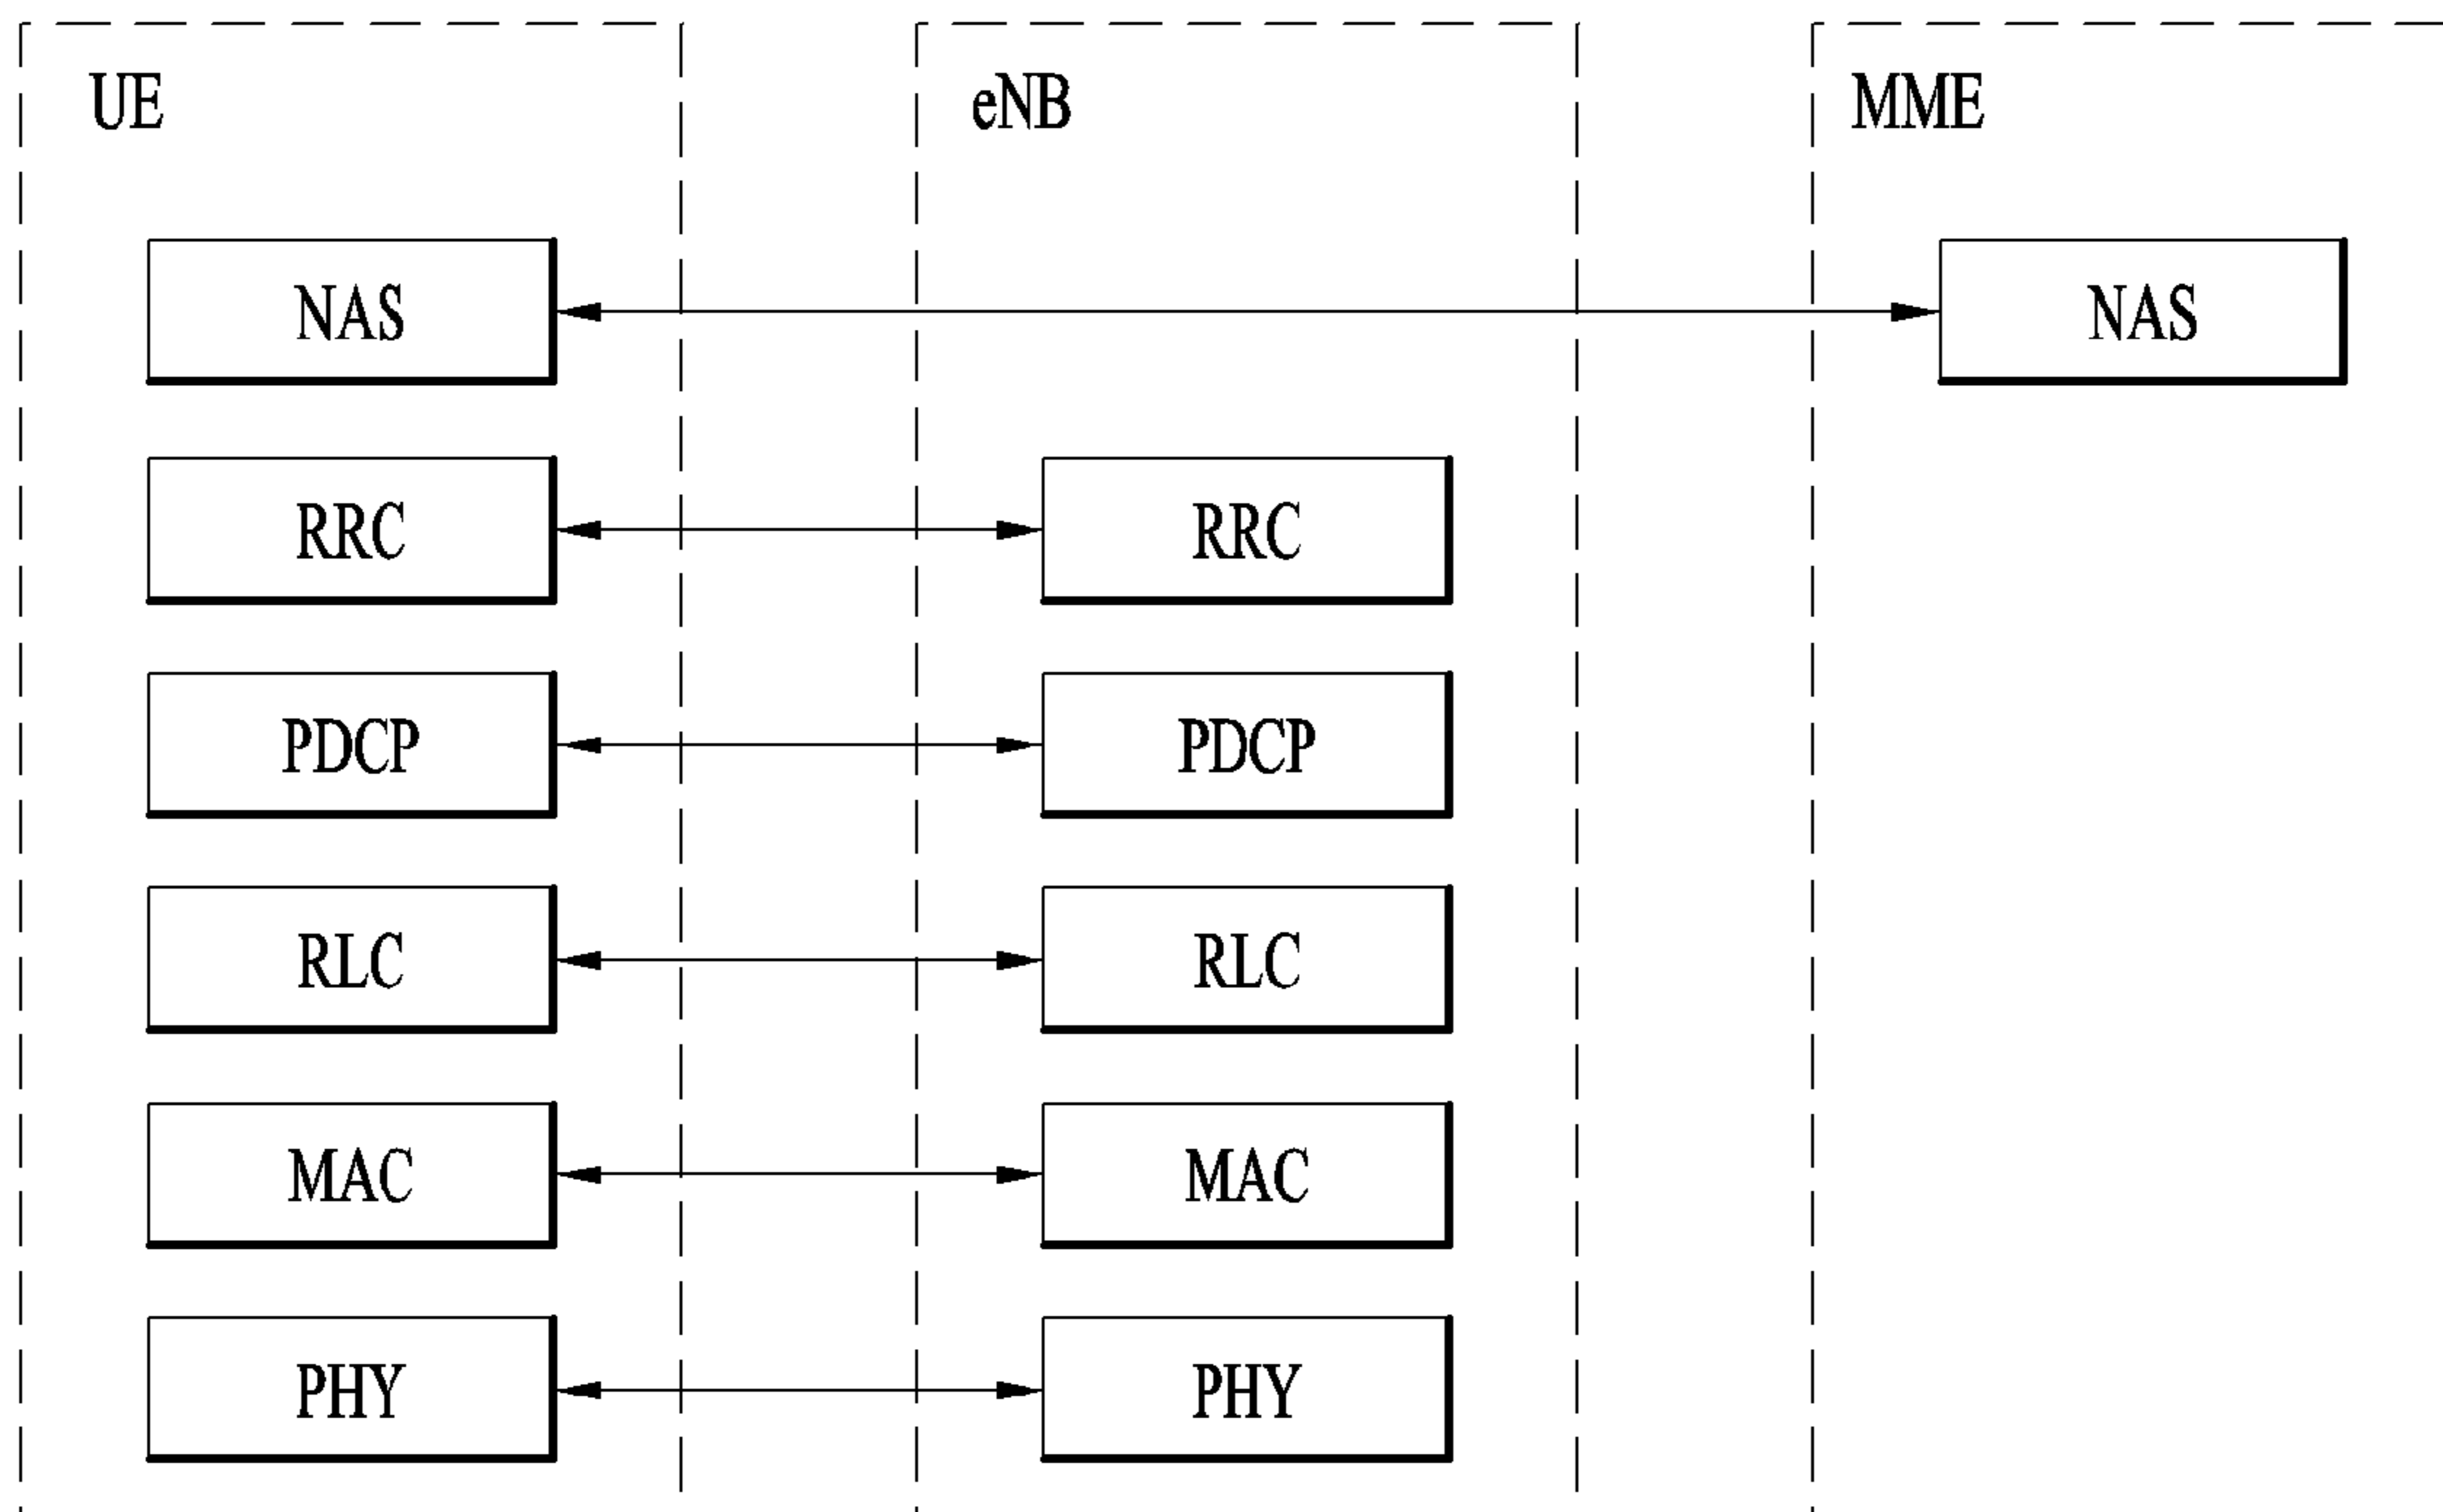 UE eNB MME
NAS NAS
RRC RRC
PDCP PDCP
RLC RLC
MAC MAC
PHY PHY